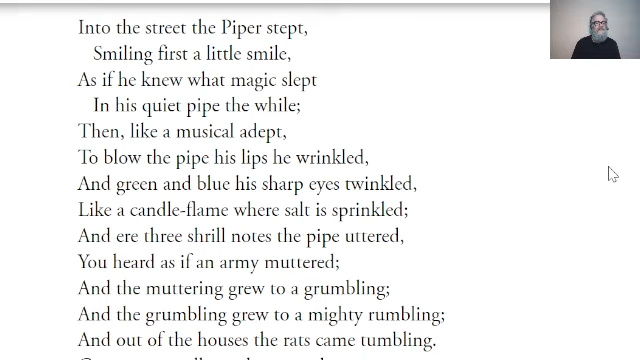 Into the street the Piper stept,
Smiling first a little smile,
As if he knew what magic slept
In his quiet pipe the while;
Then, like a musical adept,
To blow the pipe his lips he wrinkled,
And green and blue his sharp eyes twinkled,
Like a candle-flame where salt is sprinkled;
And ere three shrill notes the pipe uttered,
You heard as if an army muttered;
And the muttering grew to a grumbling;
And the grumbling grew to a mighty rumbling;
And out of the houses the rats came tumbling.